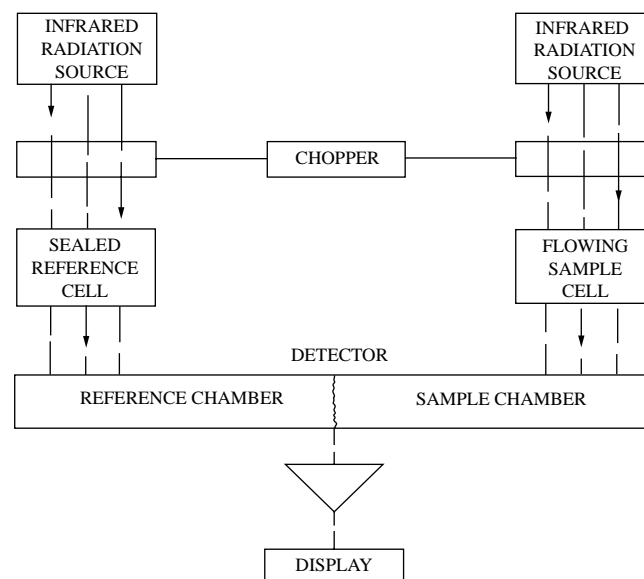 INFRARED
RADIATION
SOURCE
INFRARED
RADIATION
SOURCE
CHOPPER
SEALED
REFERENCE
CELL
FLOWING
SAMPLE
CELL
DETECTOR
REFERENCE CHAMBER
SAMPLE CHAMBER
DISPLAY